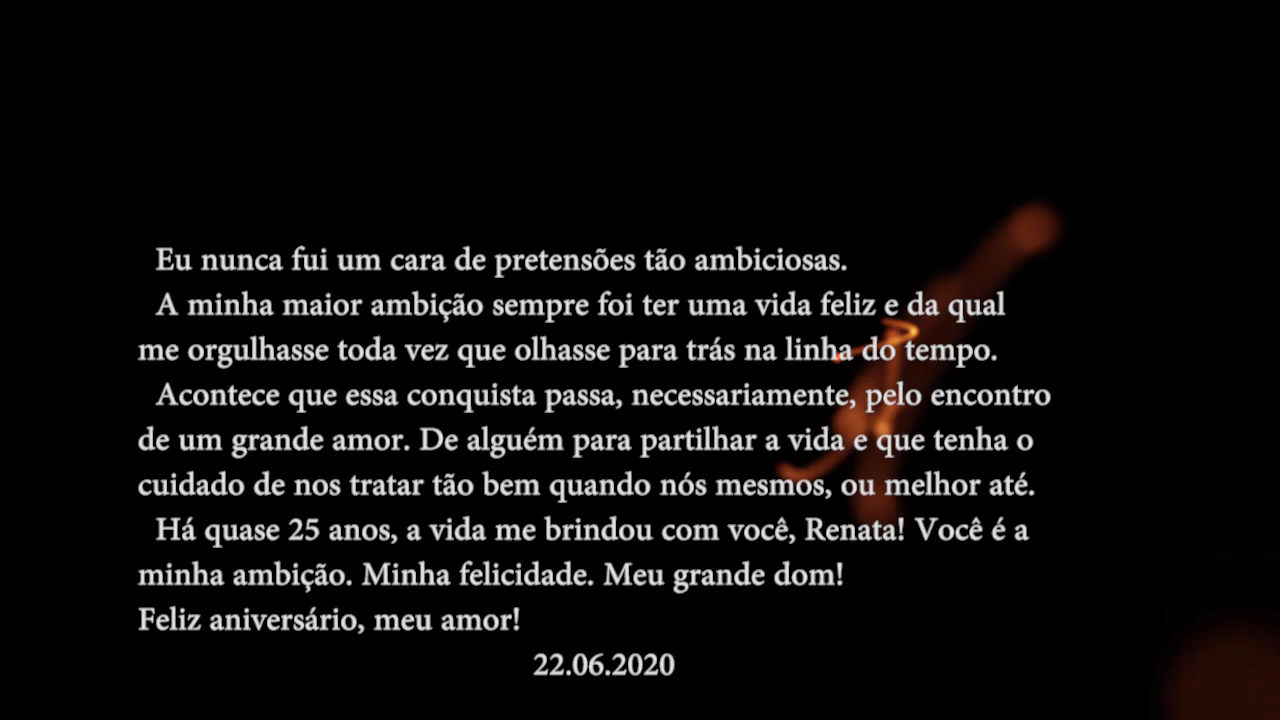 Eu nunca fui um cara de pretensões tão ambiciosas.
A minha maior ambição sempre foi ter uma vida feliz e da qual
me orgulhasse toda vez que olhasse para trás na linha do tempo.
Acontece que essa conquista passa, necessariamente, pelo encontro
de um grande amor. De alguém para partilhar a vida e que tenha o
cuidado de nos tratar tão bem quando nós mesmos, ou melhor até.
Há quase 25 anos, a vida me brindou com você, Renata! Você é a
minha ambição. Minha felicidade. Meu grande dom!
Feliz aniversário, meu amor!
22.06.2020